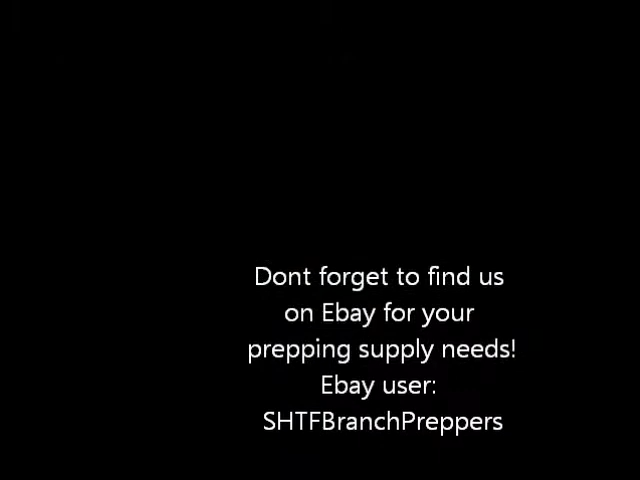 Dont forget to find us
on Ebay for your
prepping supply needs!
Ebay user:
SHTFBranchPreppers